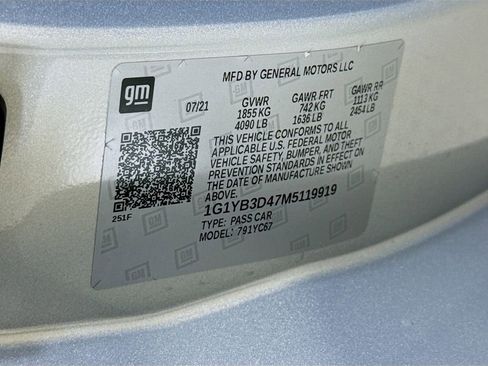 MFD BY GENERAL MOTORS LLC
gm
07/21
GVWR GAWR FRT GAWR RR
1855 KG 742 KG 1113 KG
4090 LB 1636 LB 2454 LB
THIS VEHICLE CONFORMS TO ALL
APPLICABLE U.S. FEDERAL MOTOR
VEHICLE SAFETY, BUMPER, AND THEFT
PREVENTION STANDARDS IN EFFECT ON
THE DATE OF MANUFACTURE SHOWN
ABOVE.
251F
1G1YB3D47M5119919
TYPE: PASS CAR
MODEL: 791YC67